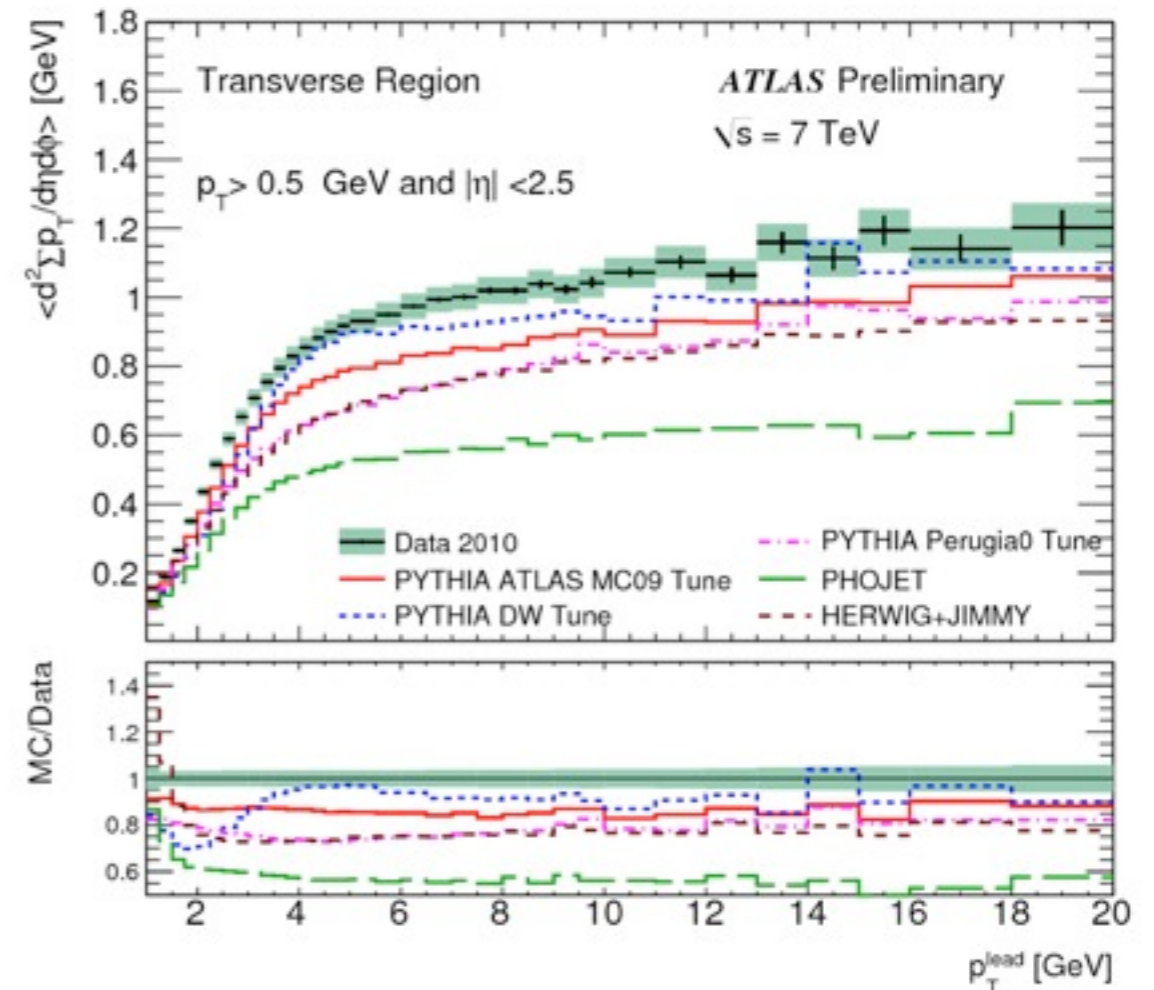 <d²Σp_T/dηdϕ> [GeV]
1.8
1.6
1.4
1.2
1
0.8
0.6
0.4
0.2
Transverse Region
ATLAS Preliminary
√s = 7 TeV
p_T> 0.5 GeV and |η| <2.5
Data 2010
PYTHIA ATLAS MC09 Tune
PYTHIA DW Tune
PYTHIA Perugia0 Tune
PHOJET
HERWIG+JIMMY
MC/Data
1.4
1.2
1
0.8
0.6
2 4 6 8 10 12 14 16 18 20
p_T^lead [GeV]